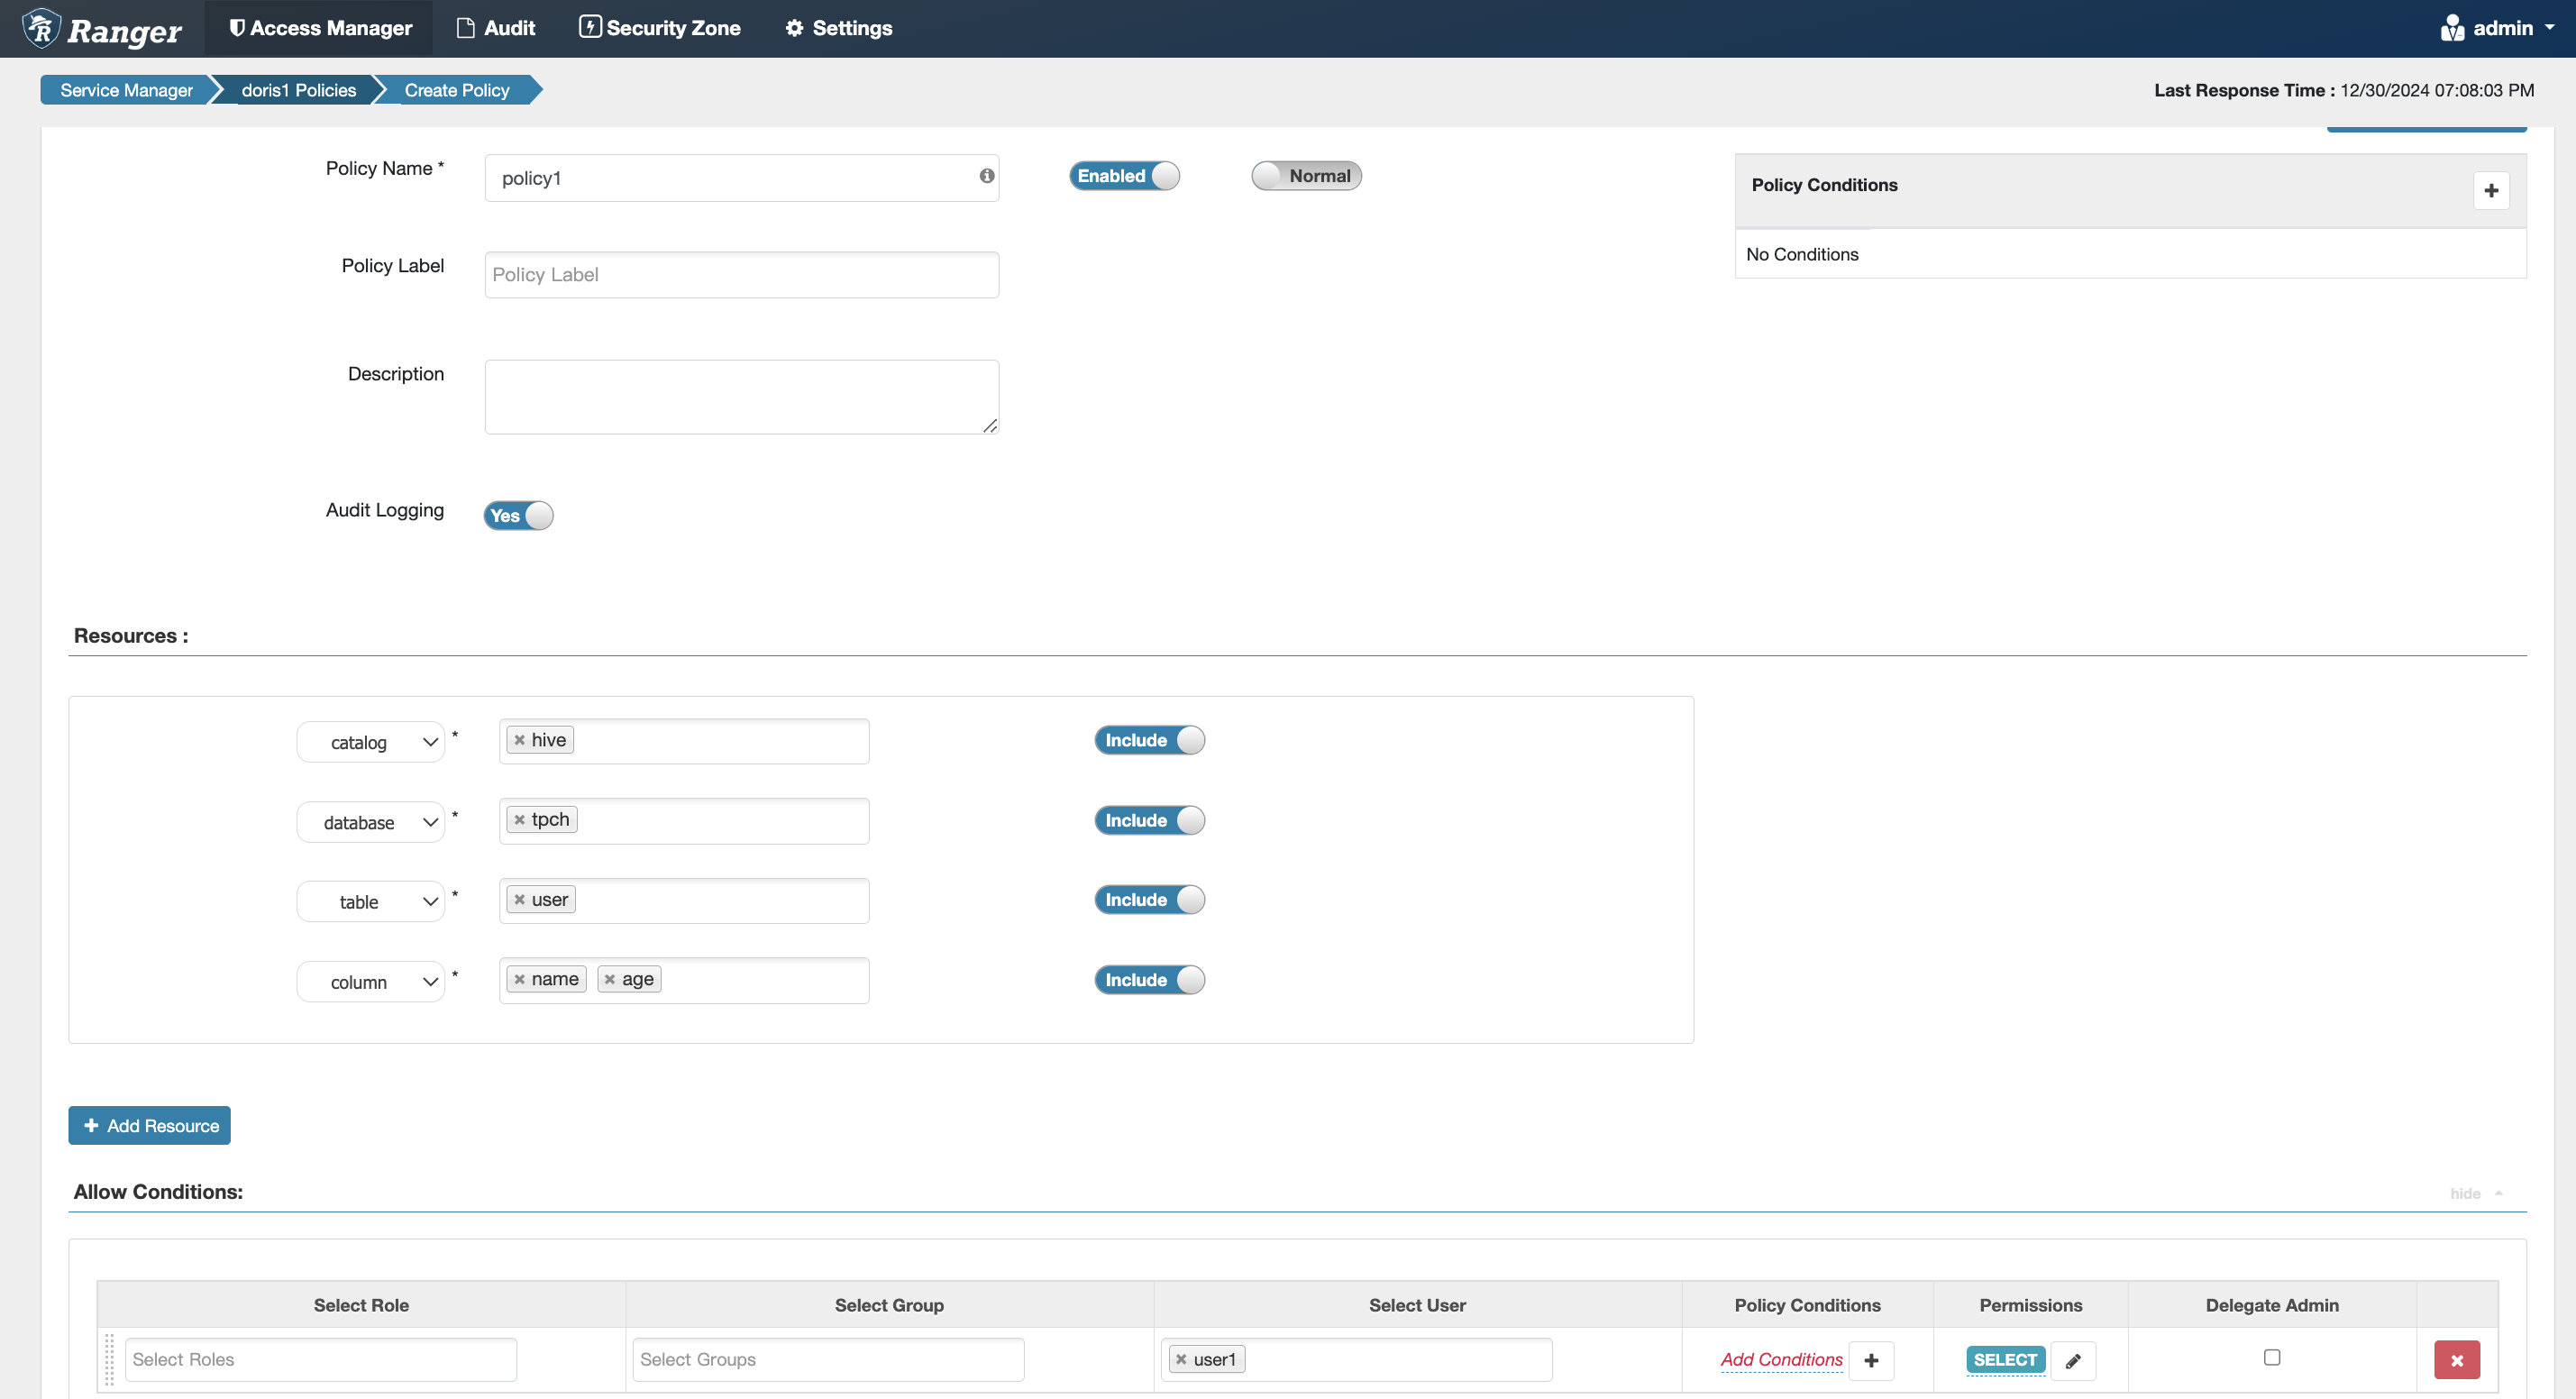 Ranger Access Manager Audit Security Zone Settings admin
Service Manager doris1 Policies Create Policy Last Response Time : 12/30/2024 07:08:03 PM
Policy Name * policy1 Enabled Normal Policy Conditions
No Conditions
Policy Label Policy Label
Description
Audit Logging Yes
Resources :
catalog * hive Include
database * tpch Include
table * user Include
column * name age Include
Add Resource
Allow Conditions: hide
Select Role Select Group Select User Policy Conditions Permissions Delegate Admin
Select Roles Select Groups user1 Add Conditions SELECT